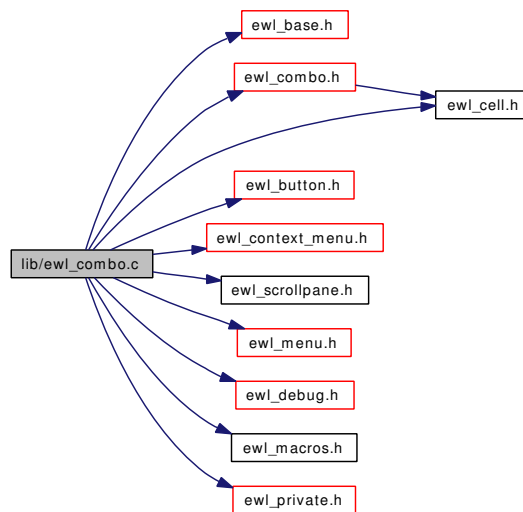 ewl_base.h
ewl_combo.h
ewl_cell.h
ewl_button.h
ewl_context_menu.h
lib/ewl_combo.c
ewl_scrollpane.h
ewl_menu.h
ewl_debug.h
ewl_macros.h
ewl_private.h